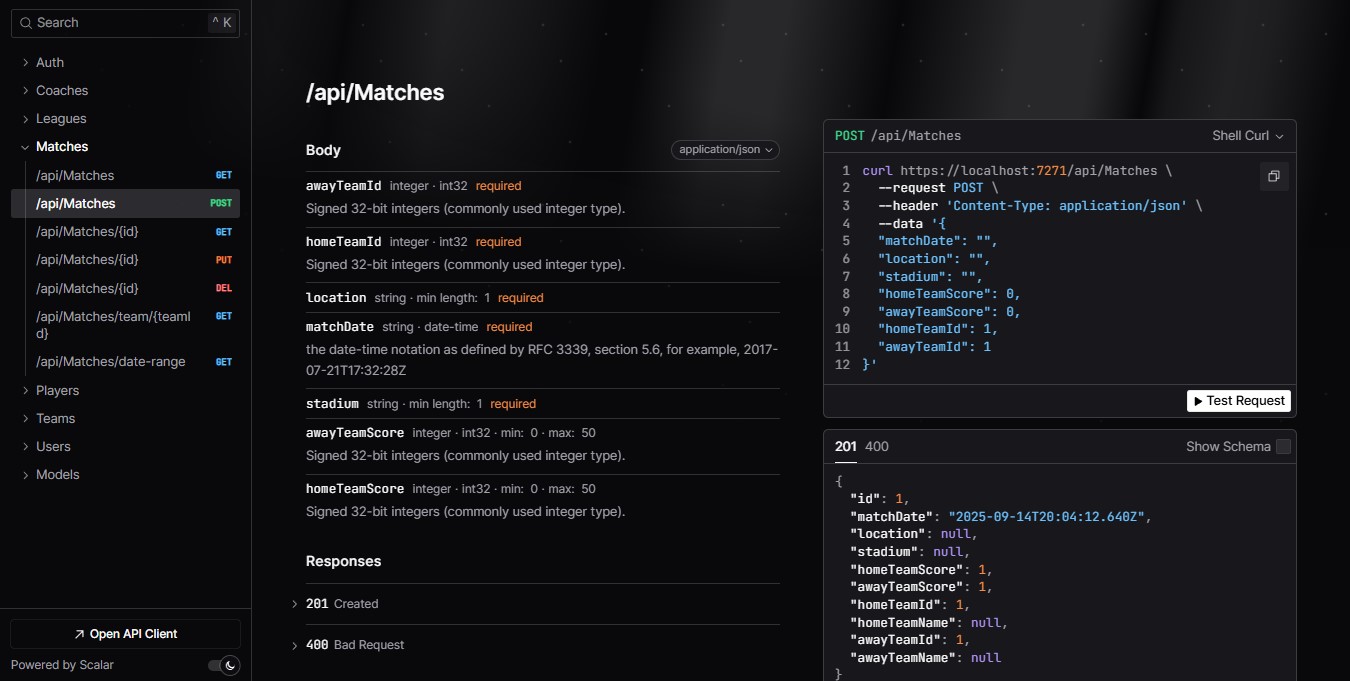 Search
^ K
Auth
Coaches
Leagues
Matches
/api/Matches GET
/api/Matches POST
/api/Matches/{id} GET
/api/Matches/{id} PUT
/api/Matches/{id} DEL
/api/Matches/team/{teamI
d} GET
/api/Matches/date-range GET
Players
Teams
Users
Models
Open API Client
Powered by Scalar
/api/Matches
Body
application/json
awayTeamId integer · int32 required
Signed 32-bit integers (commonly used integer type).
homeTeamId integer · int32 required
Signed 32-bit integers (commonly used integer type).
location string · min length: 1 required
matchDate string · date-time required
the date-time notation as defined by RFC 3339, section 5.6, for example, 2017-
07-21T17:32:28Z
stadium string · min length: 1 required
awayTeamScore integer · int32 · min: 0 · max: 50
Signed 32-bit integers (commonly used integer type).
homeTeamScore integer · int32 · min: 0 · max: 50
Signed 32-bit integers (commonly used integer type).
Responses
201 Created
400 Bad Request
POST /api/Matches
Shell Curl
1 curl https://localhost:7271/api/Matches \
2 --request POST \
3 --header 'Content-Type: application/json' \
4 --data '{
5 "matchDate": "",
6 "location": "",
7 "stadium": "",
8 "homeTeamScore": 0,
9 "awayTeamScore": 0,
10 "homeTeamId": 1,
11 "awayTeamId": 1
12 }'
Test Request
201 400
Show Schema
{
"id": 1,
"matchDate": "2025-09-14T20:04:12.640Z",
"location": null,
"stadium": null,
"homeTeamScore": 1,
"awayTeamScore": 1,
"homeTeamId": 1,
"homeTeamName": null,
"awayTeamId": 1,
"awayTeamName": null
}